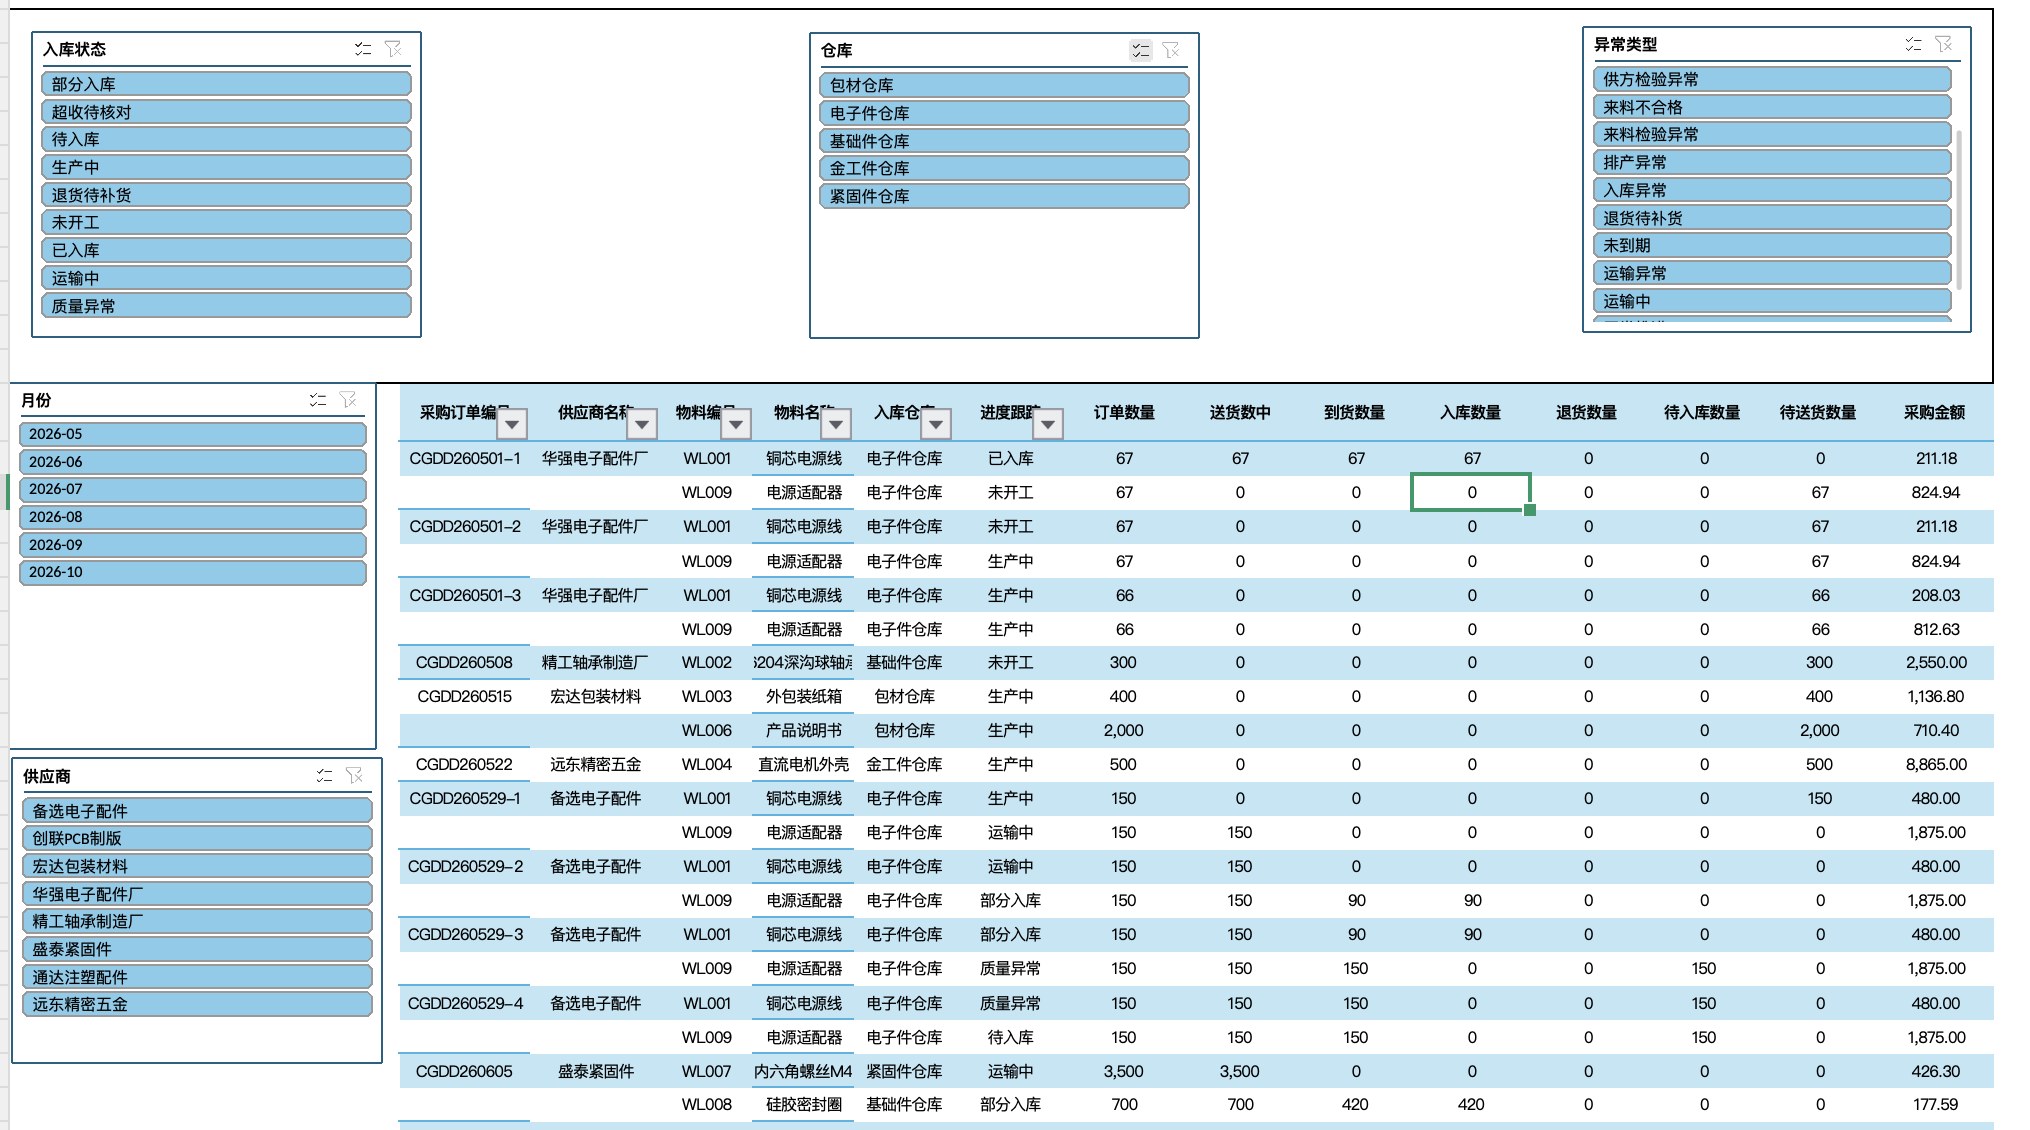 入库状态
部分入库
超收待核对
待入库
生产中
退货待补货
未开工
已入库
运输中
质量异常
仓库
包材仓库
电子件仓库
基础件仓库
金工件仓库
紧固件仓库
异常类型
供方检验异常
来料不合格
来料检验异常
排产异常
入库异常
退货待补货
未到期
运输异常
运输中
月份
2026-05
2026-06
2026-07
2026-08
2026-09
2026-10
供应商
备选电子配件
创联PCB制版
宏达包装材料
华强电子配件厂
精工轴承制造厂
盛泰紧固件
通达注塑配件
远东精密五金
采购订单编 供应商名称 物料编 物料名称 入库仓 进度跟踪 订单数量 送货数中 到货数量 入库数量 退货数量 待入库数量 待送货数量 采购金额
CGDD260501-1 华强电子配件厂 WL001 铜芯电源线 电子件仓库 已入库 67 67 67 67 0 0 0 211.18
WL009 电源适配器 电子件仓库 未开工 67 0 0 0 0 0 67 824.94
CGDD260501-2 华强电子配件厂 WL001 铜芯电源线 电子件仓库 未开工 67 0 0 0 0 0 67 211.18
WL009 电源适配器 电子件仓库 生产中 67 0 0 0 0 0 67 824.94
CGDD260501-3 华强电子配件厂 WL001 铜芯电源线 电子件仓库 生产中 66 0 0 0 0 0 66 208.03
WL009 电源适配器 电子件仓库 生产中 66 0 0 0 0 0 66 812.63
CGDD260508 精工轴承制造厂 WL002 6204深沟球轴承 基础件仓库 未开工 300 0 0 0 0 0 300 2,550.00
CGDD260515 宏达包装材料 WL003 外包装纸箱 包材仓库 生产中 400 0 0 0 0 0 400 1,136.80
WL006 产品说明书 包材仓库 生产中 2,000 0 0 0 0 0 2,000 710.40
CGDD260522 远东精密五金 WL004 直流电机外壳 金工件仓库 生产中 500 0 0 0 0 0 500 8,865.00
CGDD260529-1 备选电子配件 WL001 铜芯电源线 电子件仓库 生产中 150 0 0 0 0 0 150 480.00
WL009 电源适配器 电子件仓库 运输中 150 150 0 0 0 0 0 1,875.00
CGDD260529-2 备选电子配件 WL001 铜芯电源线 电子件仓库 运输中 150 150 0 0 0 0 0 480.00
WL009 电源适配器 电子件仓库 部分入库 150 150 90 90 0 0 0 1,875.00
CGDD260529-3 备选电子配件 WL001 铜芯电源线 电子件仓库 部分入库 150 150 90 90 0 0 0 480.00
WL009 电源适配器 电子件仓库 质量异常 150 150 150 0 0 150 0 1,875.00
CGDD260529-4 备选电子配件 WL001 铜芯电源线 电子件仓库 质量异常 150 150 150 0 0 150 0 480.00
WL009 电源适配器 电子件仓库 待入库 150 150 150 0 0 150 0 1,875.00
CGDD260605 盛泰紧固件 WL007 内六角螺丝M4 紧固件仓库 运输中 3,500 3,500 0 0 0 0 0 426.30
WL008 硅胶密封圈 基础件仓库 部分入库 700 700 420 420 0 0 0 177.59